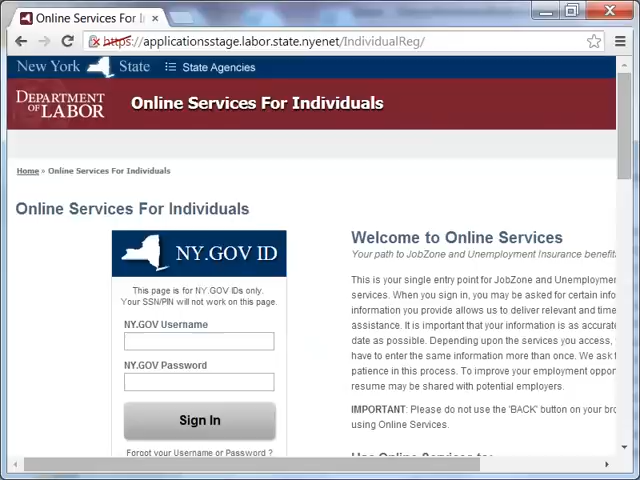 Online Services For I
https://applicationsstage.labor.state.nyenet/IndividualReg/
New York State State Agencies
DEPARTMENT OF LABOR
Online Services For Individuals
Home » Online Services For Individuals
Online Services For Individuals
NY.GOV ID
This page is for NY.GOV IDs only.
Your SSN/PIN will not work on this page.
NY.GOV Username
NY.GOV Password
Sign In
Forgot your Username or Password ?
Welcome to Online Services
Your path to JobZone and Unemployment Insurance benefit
This is your single entry point for JobZone and Unemploymen
services. When you sign in, you may be asked for certain info
information you provide allows us to deliver relevant and time
assistance. It is important that your information is as accurate
date as possible. Depending upon the services you access,
have to enter the same information more than once. We ask
patience in this process. To improve your employment oppor
resume may be shared with potential employers.
IMPORTANT: Please do not use the 'BACK' button on your bro
using Online Services.